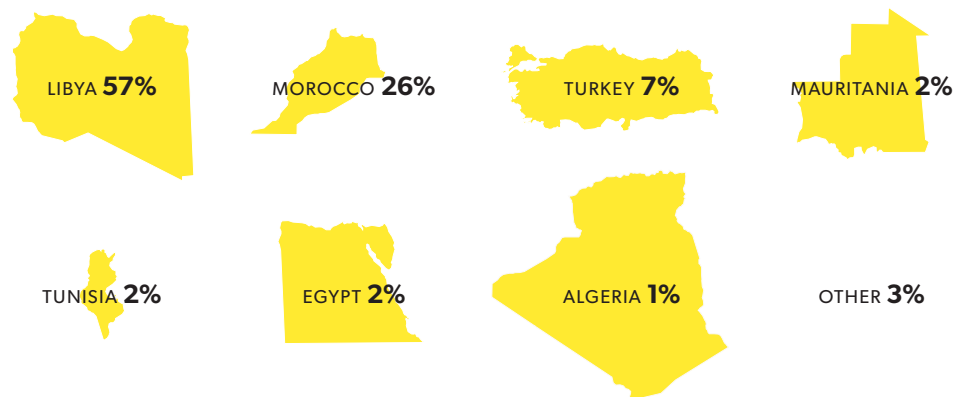 LIBYA 57%
MOROCCO 26%
TURKEY 7%
MAURITANIA 2%
TUNISIA 2%
EGYPT 2%
ALGERIA 1%
OTHER 3%